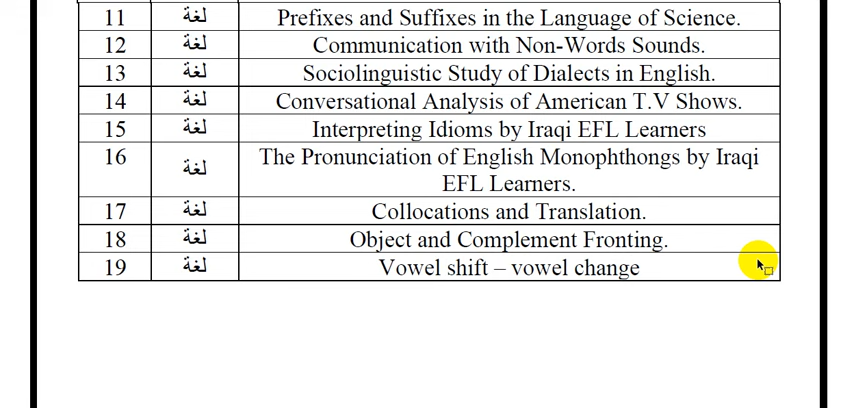 11 لغة Prefixes and Suffixes in the Language of Science.
12 لغة Communication with Non-Words Sounds.
13 لغة Sociolinguistic Study of Dialects in English.
14 لغة Conversational Analysis of American T.V Shows.
15 لغة Interpreting Idioms by Iraqi EFL Learners
16 لغة The Pronunciation of English Monophthongs by Iraqi
EFL Learners.
17 لغة Collocations and Translation.
18 لغة Object and Complement Fronting.
19 لغة Vowel shift – vowel change